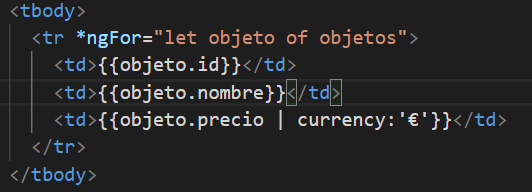 <tbody>
<tr *ngFor="let objeto of objetos">
<td>{{objeto.id}}</td>
<td>{{objeto.nombre}}</td>
<td>{{objeto.precio | currency:'€'}}</td>
</tr>
</tbody>